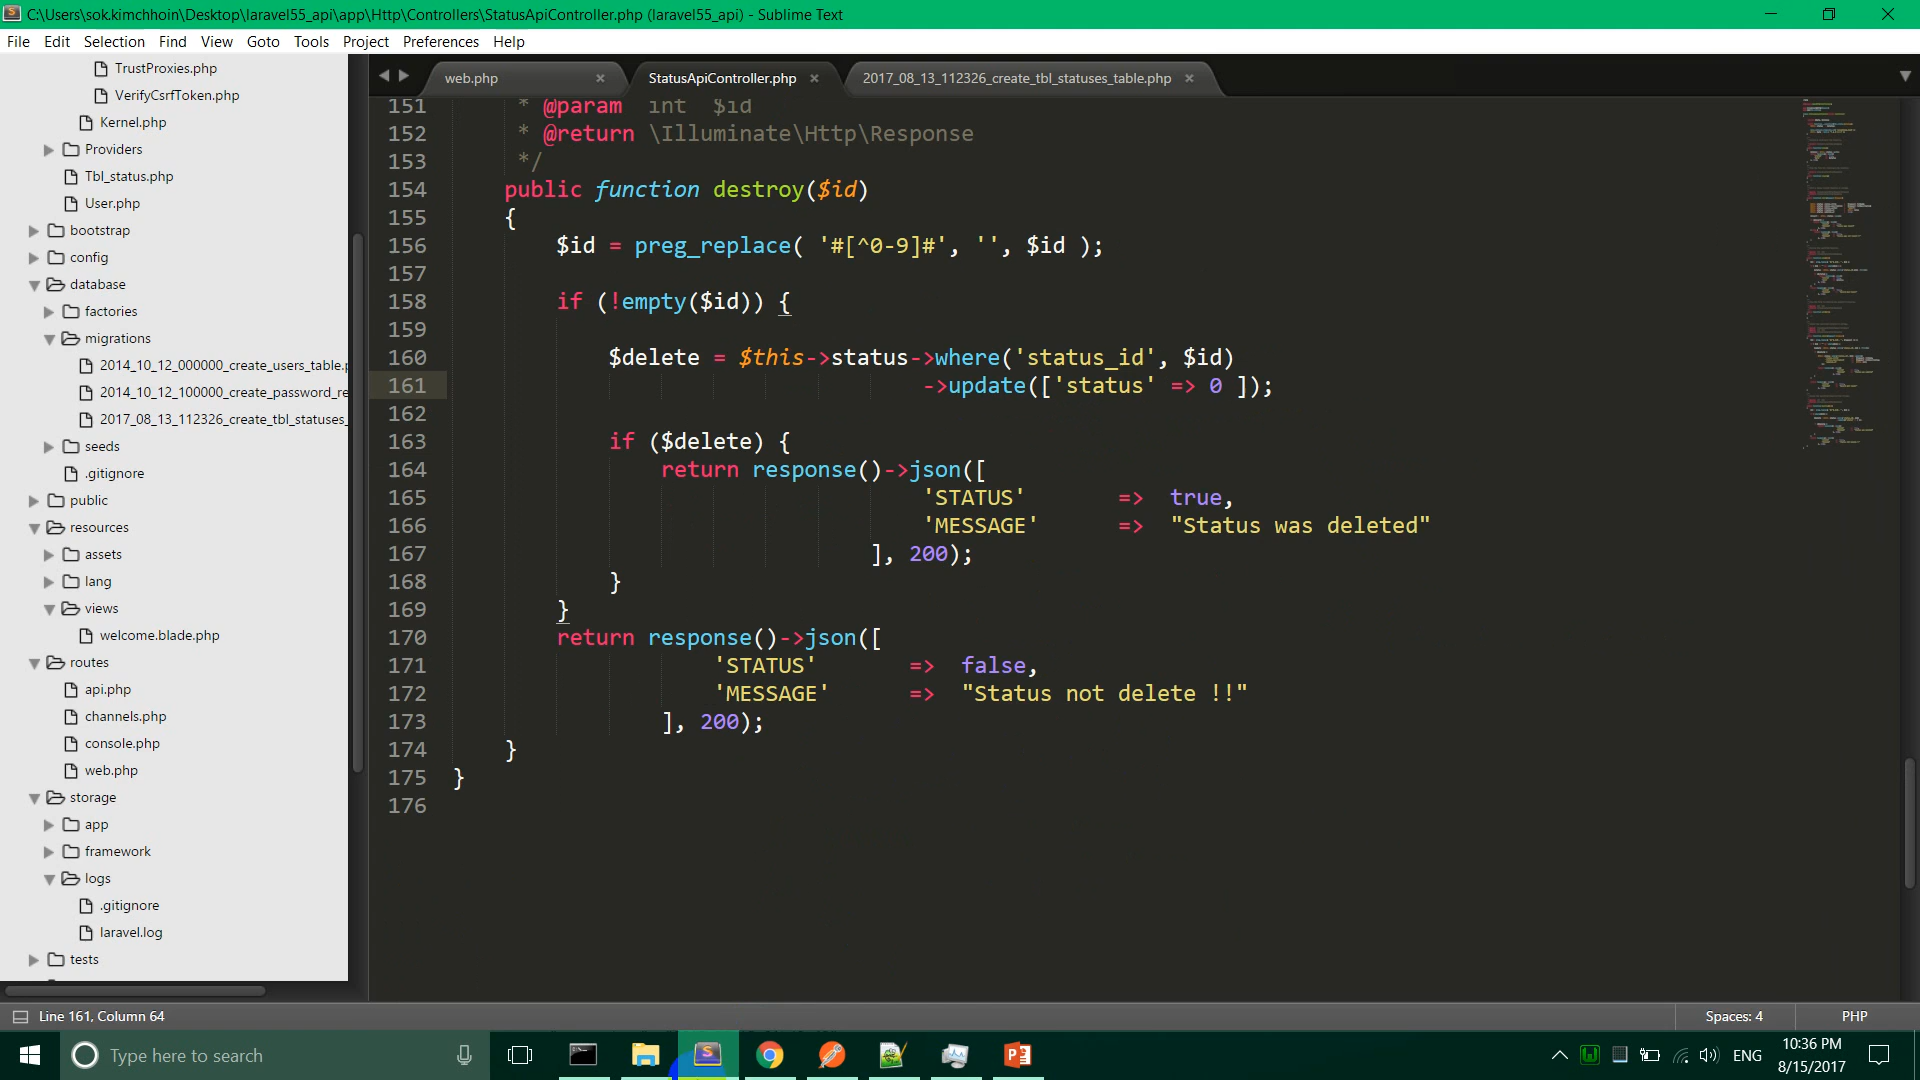 C:\Users\sok.kimchhoin\Desktop\laravel55_api\app\Http\Controllers\StatusApiController.php (laravel55_api) - Sublime Text
File Edit Selection Find View Goto Tools Project Preferences Help
TrustProxies.php
VerifyCsrfToken.php
Kernel.php
Providers
Tbl_status.php
User.php
bootstrap
config
database
factories
migrations
2014_10_12_000000_create_users_table.p
2014_10_12_100000_create_password_re
2017_08_13_112326_create_tbl_statuses_
seeds
.gitignore
public
resources
assets
lang
views
welcome.blade.php
routes
api.php
channels.php
console.php
web.php
storage
app
framework
logs
.gitignore
laravel.log
tests
web.php × StatusApiController.php × 2017_08_13_112326_create_tbl_statuses_table.php ×
151 * @param  int  $id
152 * @return \Illuminate\Http\Response
153 */
154 public function destroy($id)
155 {
156 $id = preg_replace( '#[^0-9]#', '', $id );
157
158 if (!empty($id)) {
159
160 $delete = $this->status->where('status_id', $id)
161 ->update(['status' => 0 ]);
162
163 if ($delete) {
164 return response()->json([
165 'STATUS' => true,
166 'MESSAGE' => "Status was deleted"
167 ], 200);
168 }
169 }
170 return response()->json([
171 'STATUS' => false,
172 'MESSAGE' => "Status not delete !!"
173 ], 200);
174 }
175 }
176
Line 161, Column 64
Spaces: 4
PHP
Type here to search
ENG
10:36 PM
8/15/2017